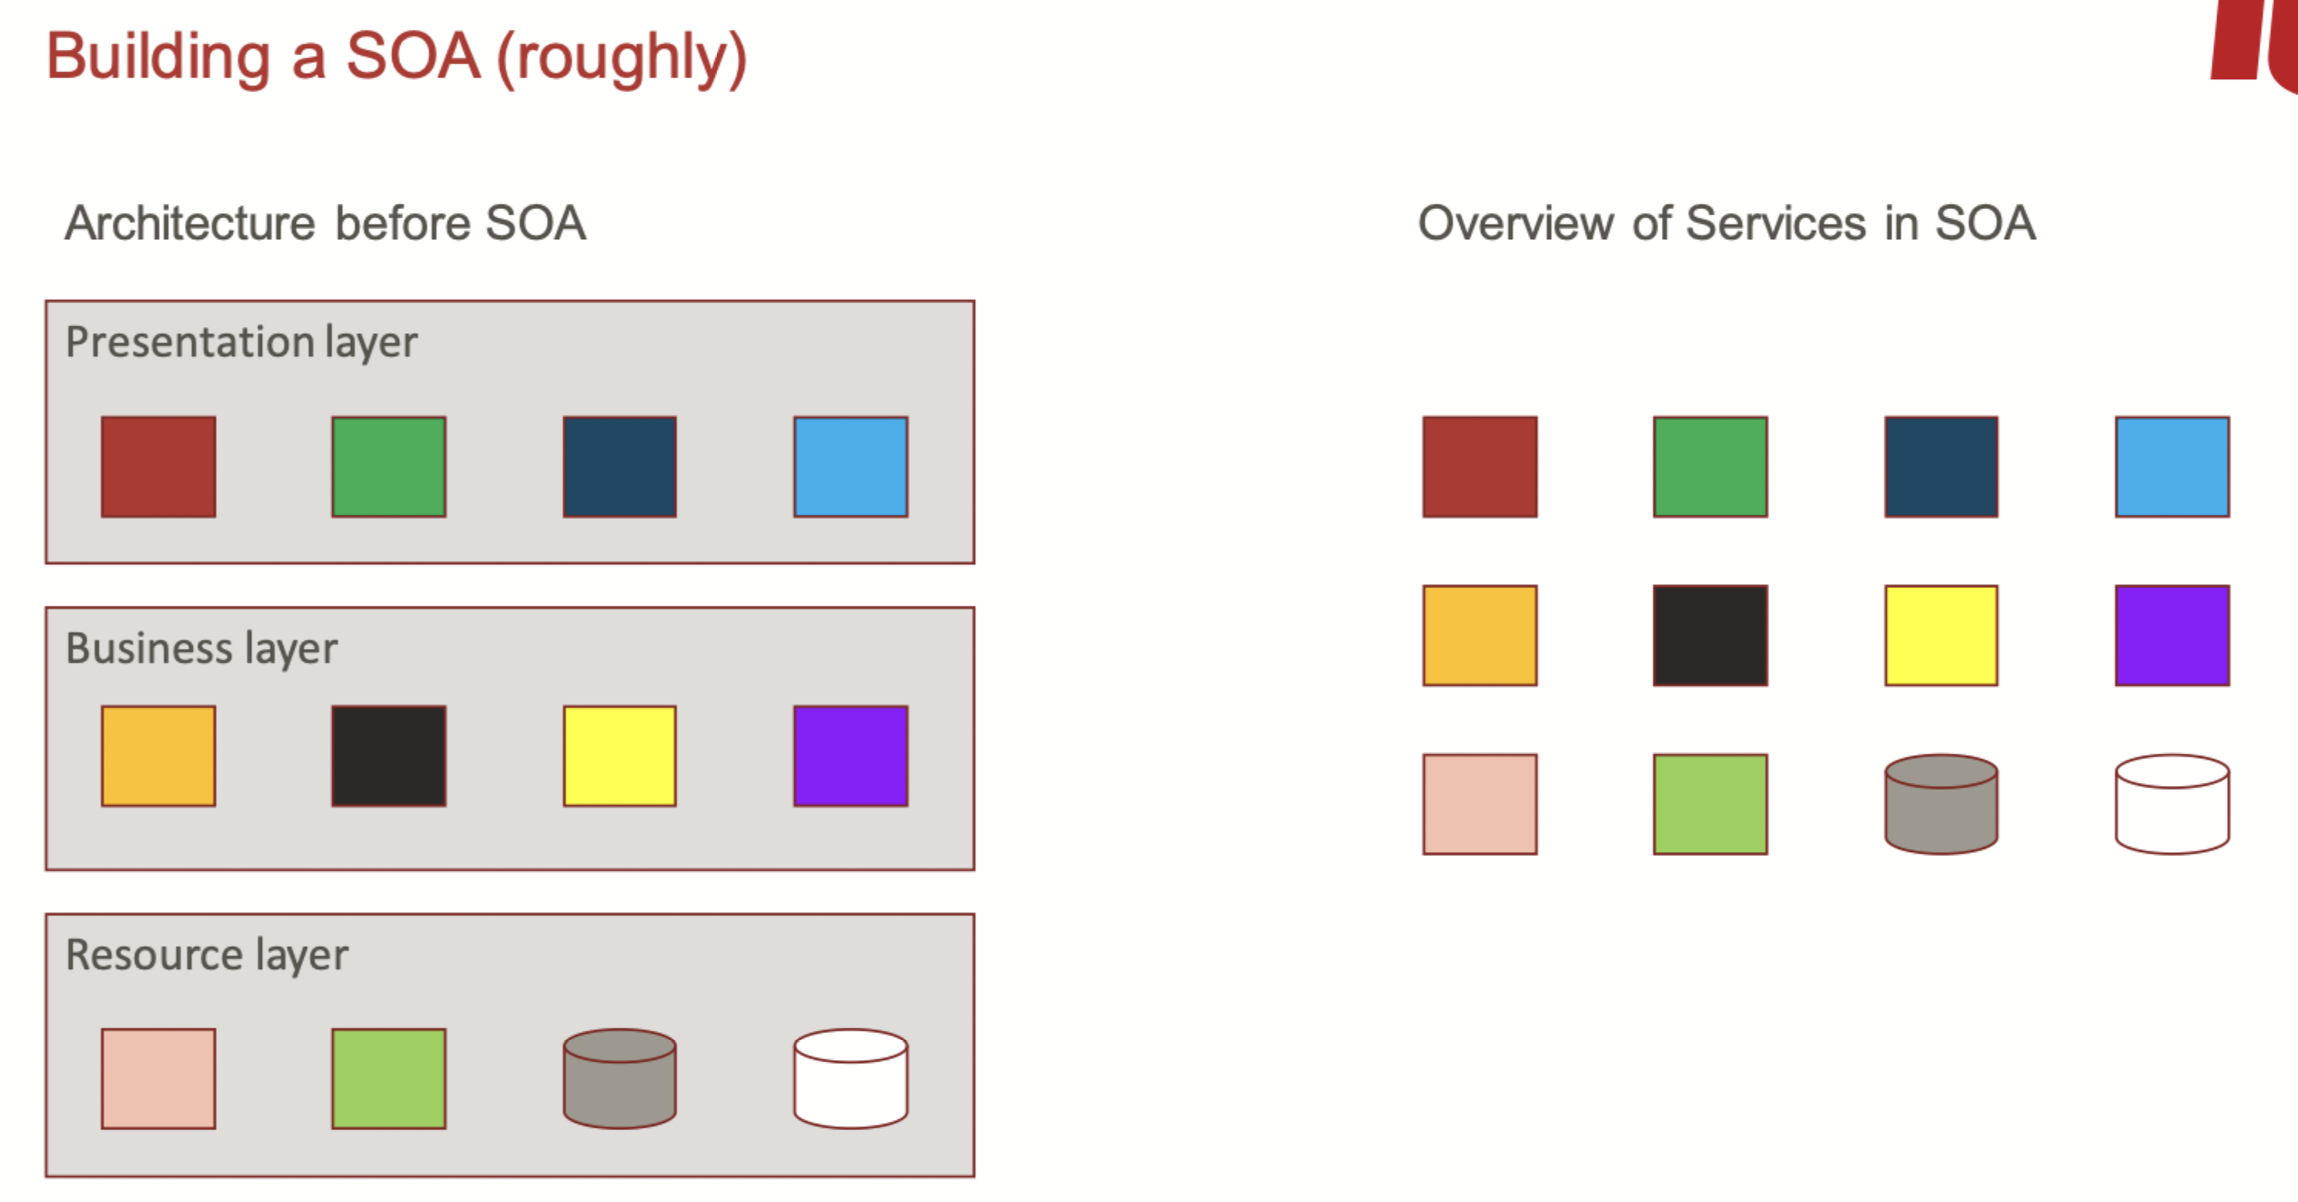 Building a SOA (roughly)
Architecture before SOA
Overview of Services in SOA
Presentation layer
Business layer
Resource layer